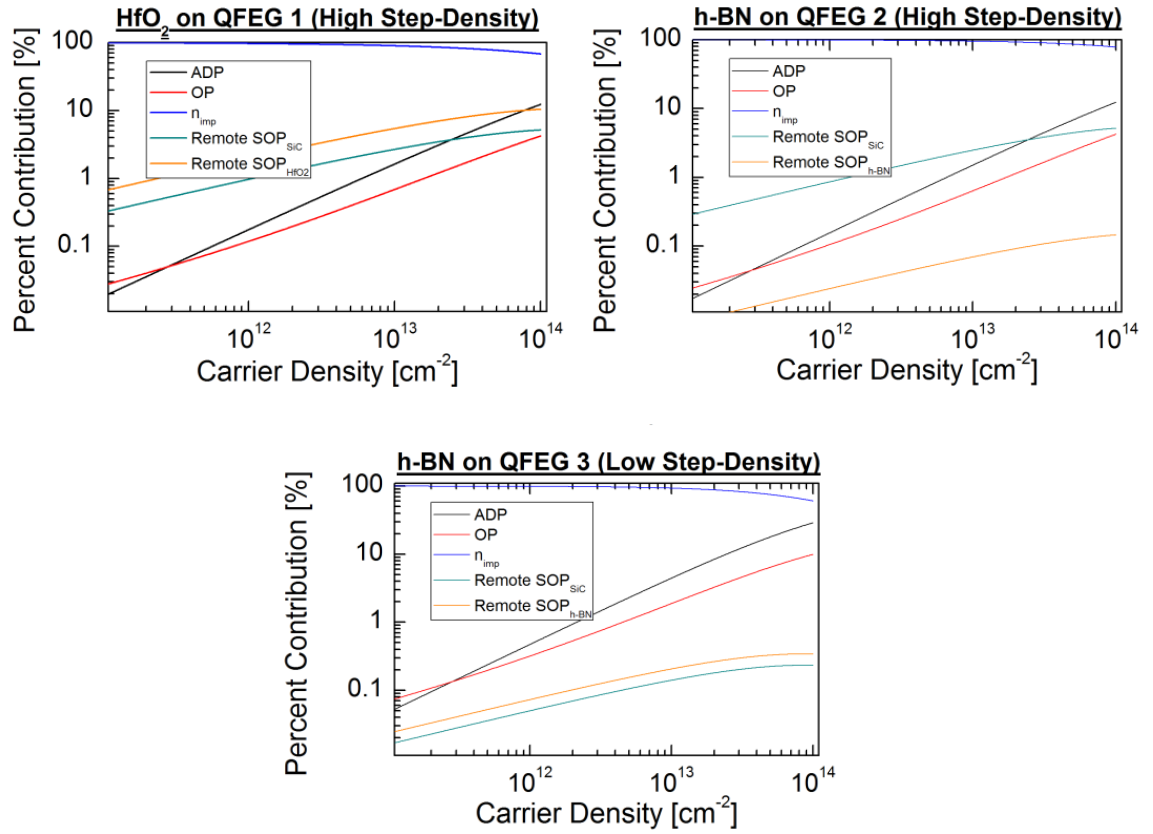 HfO2 on QFEG 1 (High Step-Density)
Percent Contribution [%]
100
10
1
0.1
ADP
OP
nimp
Remote SOPSiC
Remote SOPHfO2
10^12
10^13
10^14
Carrier Density [cm^-2]
h-BN on QFEG 2 (High Step-Density)
Percent Contribution [%]
100
10
1
0.1
ADP
OP
nimp
Remote SOPSiC
Remote SOPh-BN
10^12
10^13
10^14
Carrier Density [cm^-2]
h-BN on QFEG 3 (Low Step-Density)
Percent Contribution [%]
100
10
1
0.1
ADP
OP
nimp
Remote SOPSiC
Remote SOPh-BN
10^12
10^13
10^14
Carrier Density [cm^-2]